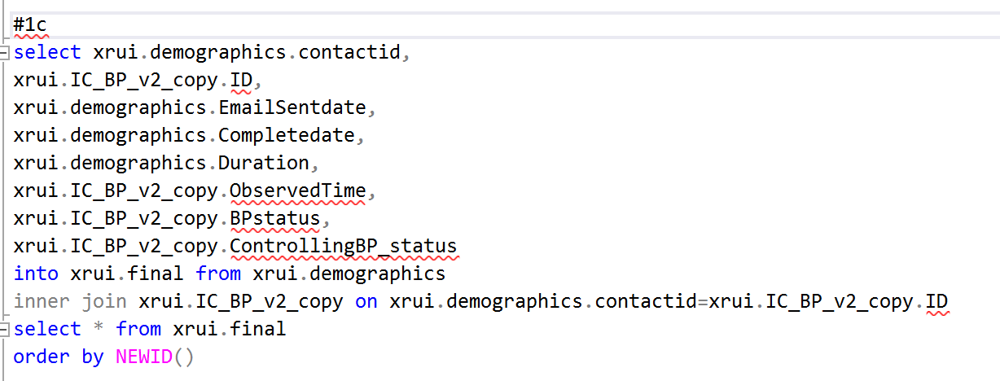 #1c
select xrui.demographics.contactid,
xrui.IC_BP_v2_copy.ID,
xrui.demographics.EmailSentdate,
xrui.demographics.Completedate,
xrui.demographics.Duration,
xrui.IC_BP_v2_copy.ObservedTime,
xrui.IC_BP_v2_copy.BPstatus,
xrui.IC_BP_v2_copy.ControllingBP_status
into xrui.final from xrui.demographics
inner join xrui.IC_BP_v2_copy on xrui.demographics.contactid=xrui.IC_BP_v2_copy.ID
select * from xrui.final
order by NEWID()